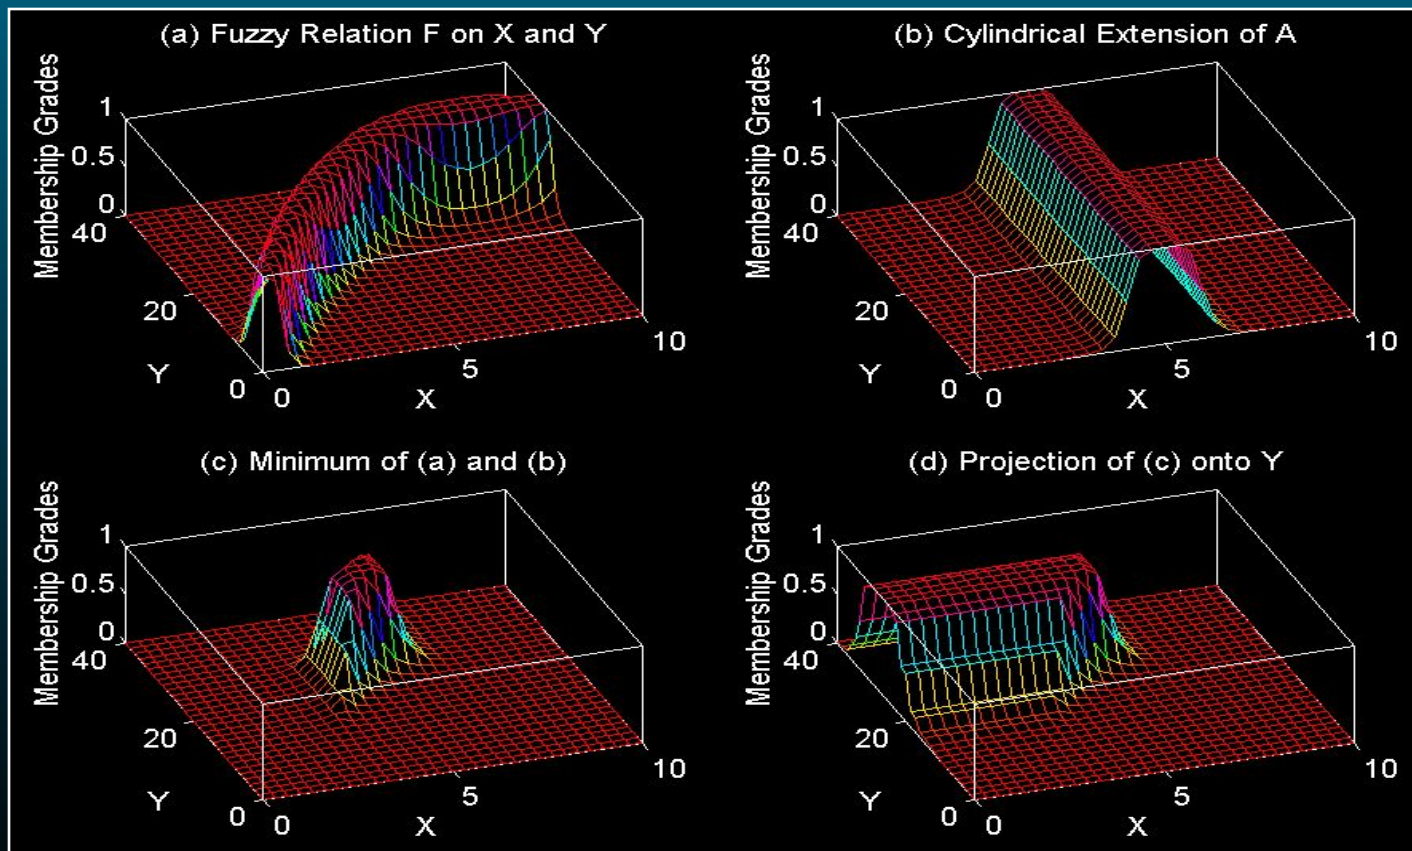 (a) Fuzzy Relation F on X and Y
Membership Grades
1
0.5
0
40
20
0
Y
0
5
10
X
(b) Cylindrical Extension of A
Membership Grades
1
0.5
0
40
20
0
Y
0
5
10
X
(c) Minimum of (a) and (b)
Membership Grades
1
0.5
0
40
20
0
Y
0
5
10
X
(d) Projection of (c) onto Y
Membership Grades
1
0.5
0
40
20
0
Y
0
5
10
X